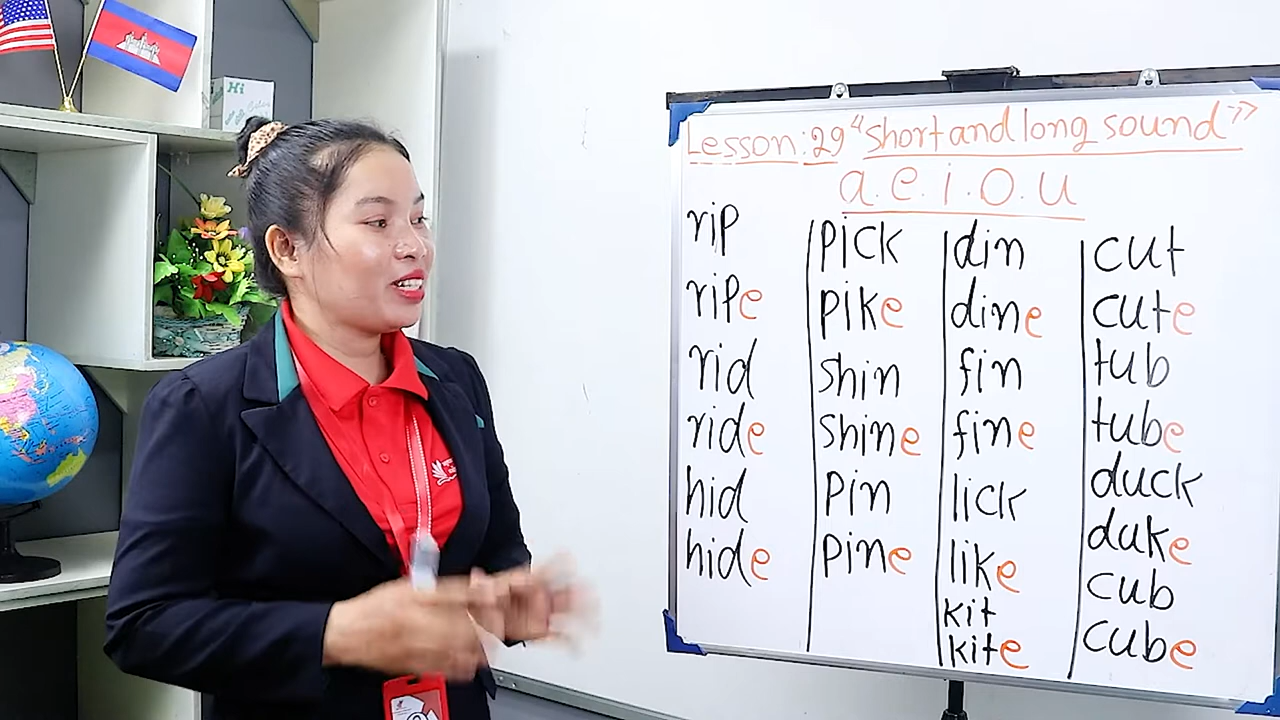 Lesson: 29 "short and long sound"
a.e.i.o.u
rip
ripe
rid
ride
hid
hide
pick
pike
shin
shine
pin
pine
din
dine
fin
fine
lick
like
kit
kite
cut
cute
tub
tube
duck
duke
cub
cube
Hi